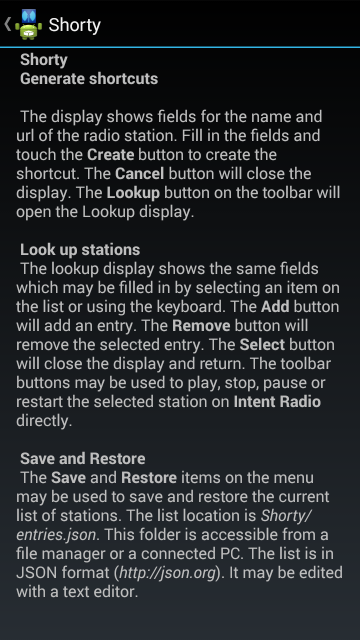 Shorty
Shorty
Generate shortcuts
The display shows fields for the name and
url of the radio station. Fill in the fields and
touch the Create button to create the
shortcut. The Cancel button will close the
display. The Lookup button on the toolbar will
open the Lookup display.
Look up stations
The lookup display shows the same fields
which may be filled in by selecting an item on
the list or using the keyboard. The Add button
will add an entry. The Remove button will
remove the selected entry. The Select button
will close the display and return. The toolbar
buttons may be used to play, stop, pause or
restart the selected station on Intent Radio
directly.
Save and Restore
The Save and Restore items on the menu
may be used to save and restore the current
list of stations. The list location is Shorty/
entries.json. This folder is accessible from a
file manager or a connected PC. The list is in
JSON format (http://json.org). It may be edited
with a text editor.